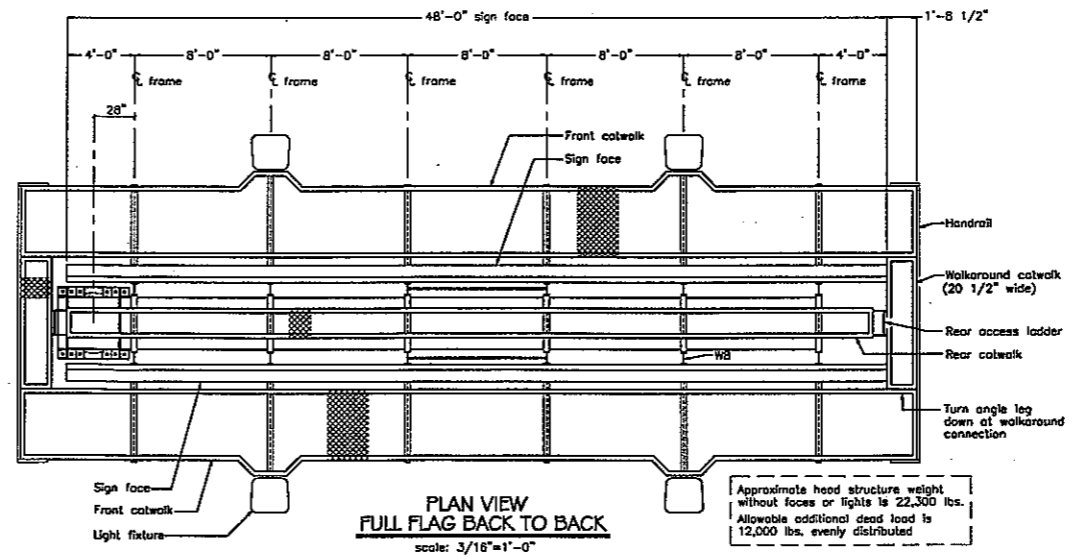 48'-0" sign face
1'-8 1/2"
4'-0"
8'-0"
8'-0"
8'-0"
8'-0"
8'-0"
4'-0"
℄ frame
℄ frame
℄ frame
℄ frame
℄ frame
℄ frame
28"
Front catwalk
Sign face
Handrail
Walkaround catwalk
(20 1/2" wide)
Rear access ladder
Rear catwalk
W8
Turn angle leg
down at walkaround
connection
Sign face
Front catwalk
Light fixture
PLAN VIEW
FULL FLAG BACK TO BACK
scale: 3/16"=1'-0"
Approximate head structure weight
without faces or lights is 22,300 lbs.
Allowable additional dead load is
12,000 lbs. evenly distributed